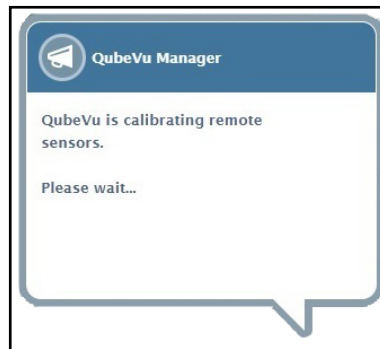 QubeVu Manager
QubeVu is calibrating remote
sensors.
Please wait...